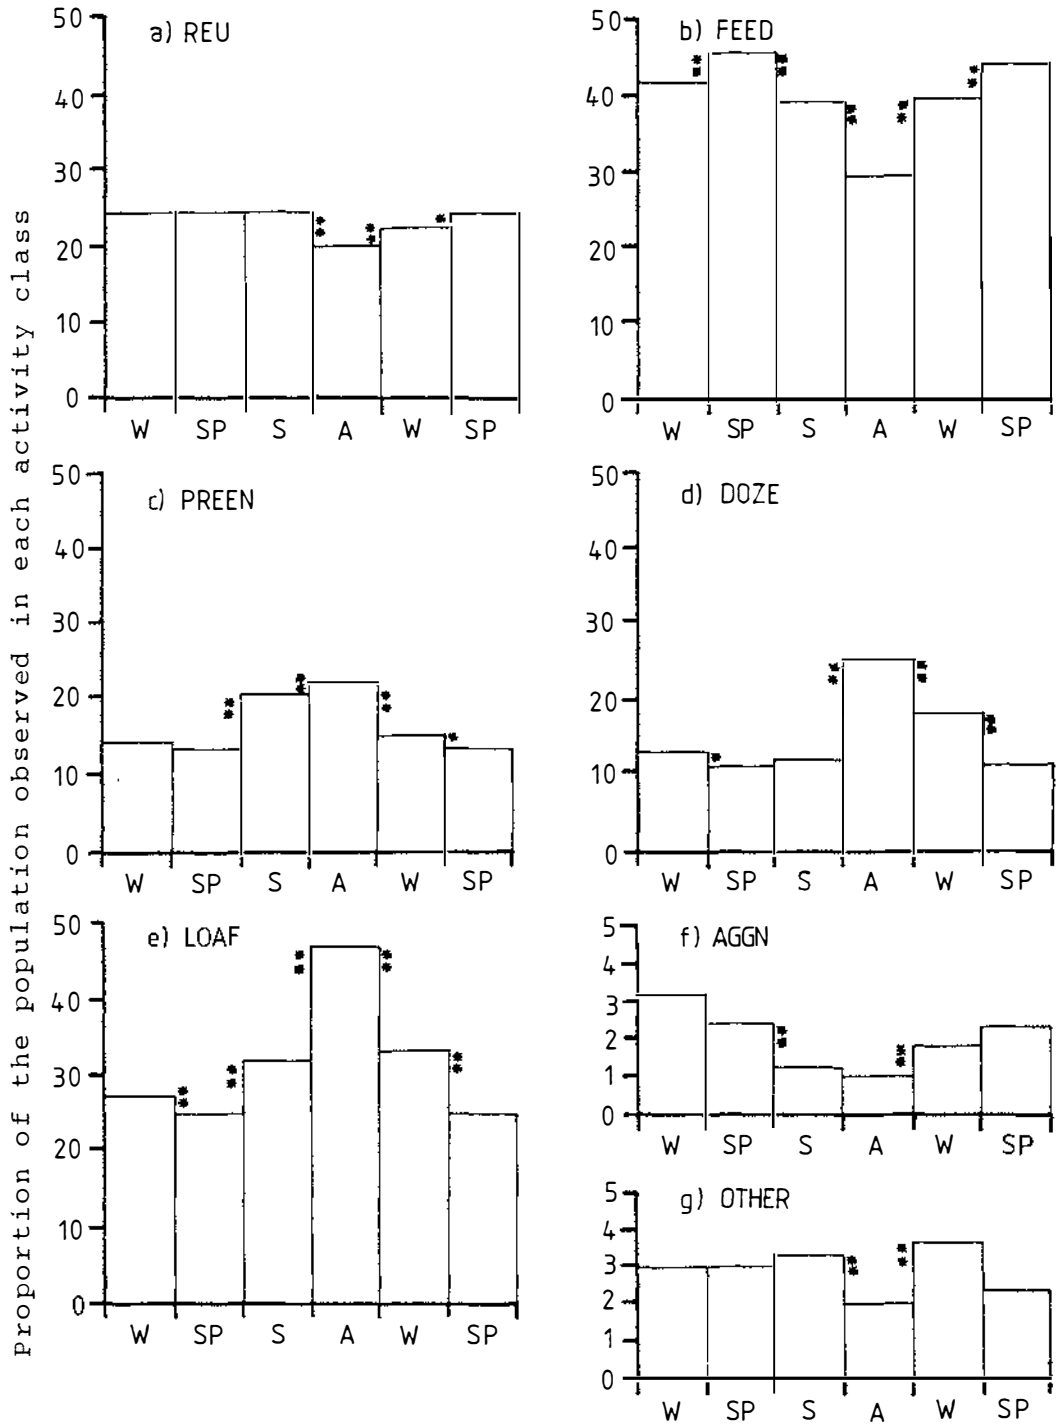 Proportion of the population observed in each activity class
a) REU
50
40
30
20
10
0
W SP S A W SP
b) FEED
50
40
30
20
10
0
W SP S A W SP
c) PREEN
50
40
30
20
10
0
W SP S A W SP
d) DOZE
50
40
30
20
10
0
W SP S A W SP
e) LOAF
50
40
30
20
10
0
W SP S A W SP
f) AGGN
5
4
3
2
1
0
W SP S A W SP
g) OTHER
5
4
3
2
1
0
W SP S A W SP